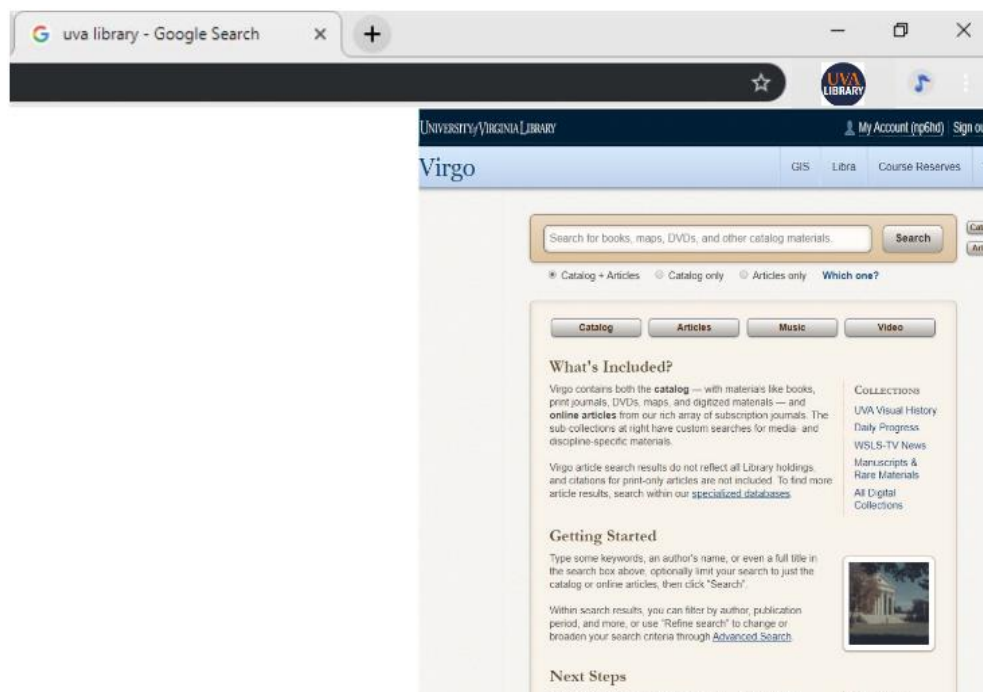 uva library - Google Search
UVA
LIBRARY
UNIVERSITY of VIRGINIA LIBRARY
My Account (np6hd) Sign ou
Virgo
GIS Libra Course Reserves
Search for books, maps, DVDs, and other catalog materials. Search
Catalog + Articles Catalog only Articles only Which one?
Catalog Articles Music Video
What's Included?
Virgo contains both the catalog — with materials like books,
print journals, DVDs, maps, and digitized materials — and
online articles from our rich array of subscription journals. The
sub-collections at right have custom searches for media- and
discipline-specific materials.
Virgo article search results do not reflect all Library holdings,
and citations for print-only articles are not included. To find more
article results, search within our specialized databases.
COLLECTIONS
UVA Visual History
Daily Progress
WSLS-TV News
Manuscripts &
Rare Materials
All Digital
Collections
Getting Started
Type some keywords, an author's name, or even a full title in
the search box above, optionally limit your search to just the
catalog or online articles, then click "Search".
Within search results, you can filter by author, publication
period, and more, or use "Refine search" to change or
broaden your search criteria through Advanced Search.
Next Steps